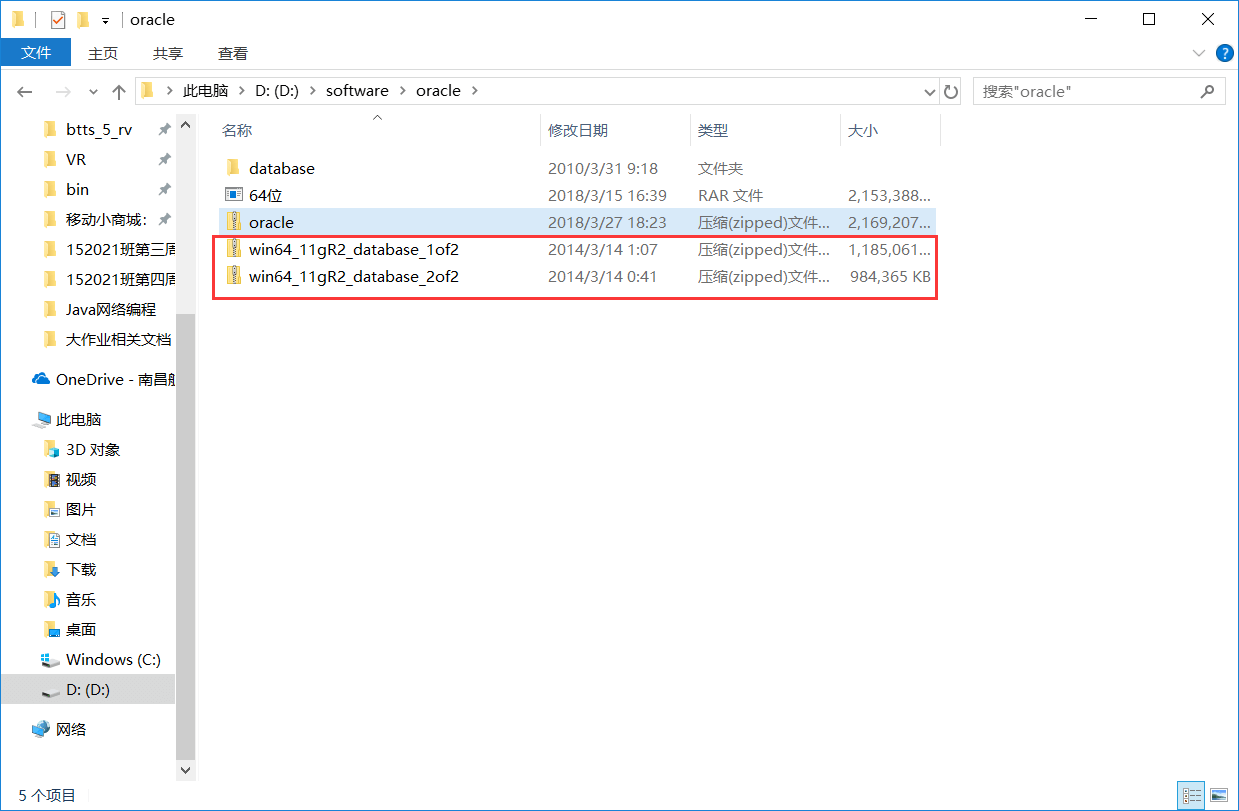 oracle
文件 主页 共享 查看
此电脑 D: (D:) software oracle 搜索"oracle"
名称 修改日期 类型 大小
database 2010/3/31 9:18 文件夹
64位 2018/3/15 16:39 RAR 文件 2,153,388...
oracle 2018/3/27 18:23 压缩(zipped)文件... 2,169,207...
win64_11gR2_database_1of2 2014/3/14 1:07 压缩(zipped)文件... 1,185,061...
win64_11gR2_database_2of2 2014/3/14 0:41 压缩(zipped)文件... 984,365 KB
btts_5_rv
VR
bin
移动小商城:
152021班第三周
152021班第四周
Java网络编程
大作业相关文档
OneDrive - 南昌航
此电脑
3D 对象
视频
图片
文档
下载
音乐
桌面
Windows (C:)
D: (D:)
网络
5 个项目